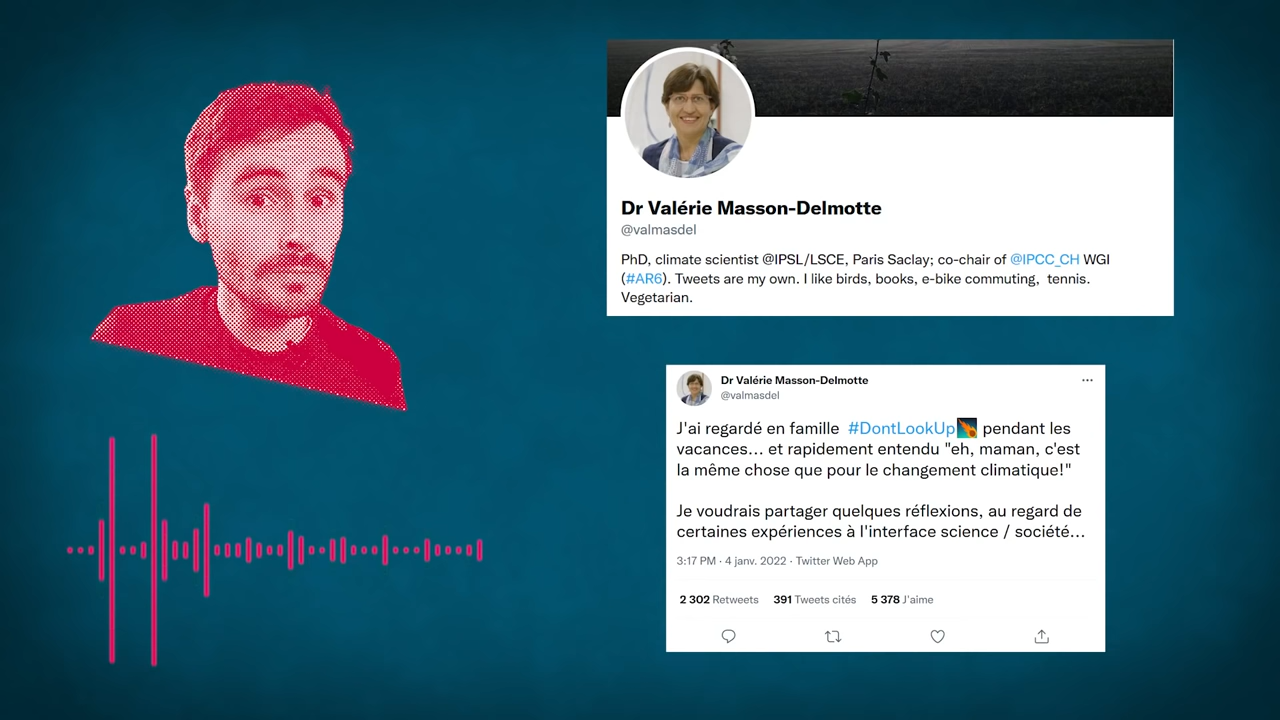 Dr Valérie Masson-Delmotte
@valmasdel
PhD, climate scientist @IPSL/LSCE, Paris Saclay; co-chair of @IPCC_CH WGI
(#AR6). Tweets are my own. I like birds, books, e-bike commuting, tennis.
Vegetarian.
Dr Valérie Masson-Delmotte
@valmasdel
J'ai regardé en famille #DontLookUp pendant les
vacances... et rapidement entendu "eh, maman, c'est
la même chose que pour le changement climatique!"
Je voudrais partager quelques réflexions, au regard de
certaines expériences à l'interface science / société...
3:17 PM · 4 janv. 2022 · Twitter Web App
2 302 Retweets 391 Tweets cités 5 378 J'aime